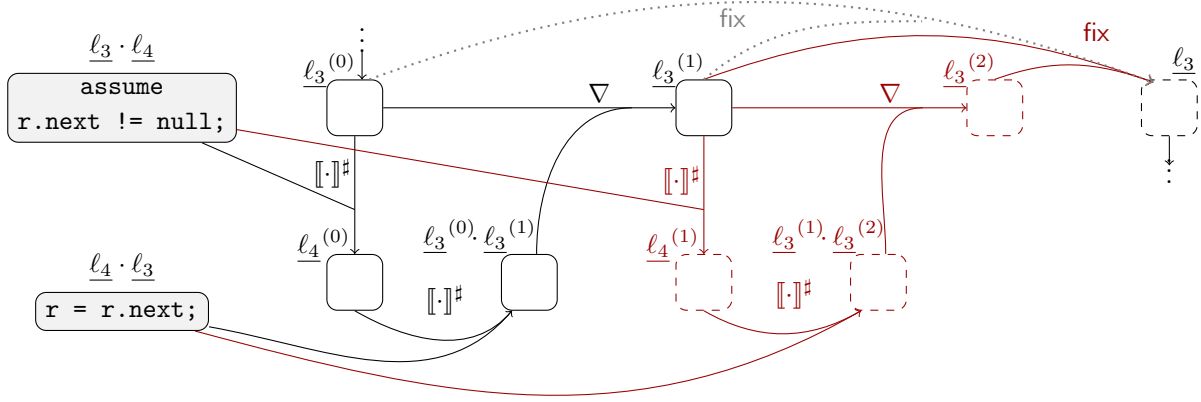 fix
⋮
ℓ₃ · ℓ₄
ℓ₃⁽⁰⁾
ℓ₃⁽¹⁾
fix
ℓ₃
assume
r.next != null;
∇
∇
ℓ₃⁽²⁾
⟦·⟧♯
⟦·⟧♯
⋮
ℓ₄⁽⁰⁾
ℓ₃⁽⁰⁾·ℓ₃⁽¹⁾
ℓ₄⁽¹⁾
ℓ₃⁽¹⁾·ℓ₃⁽²⁾
ℓ₄ · ℓ₃
r = r.next;
⟦·⟧♯
⟦·⟧♯